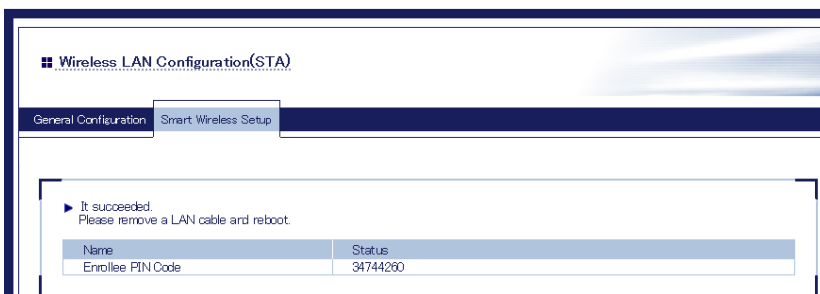 Wireless LAN Configuration(STA)
General Configuration Smart Wireless Setup
It succeeded.
Please remove a LAN cable and reboot.
Name Status
Enrollee PIN Code 34744260